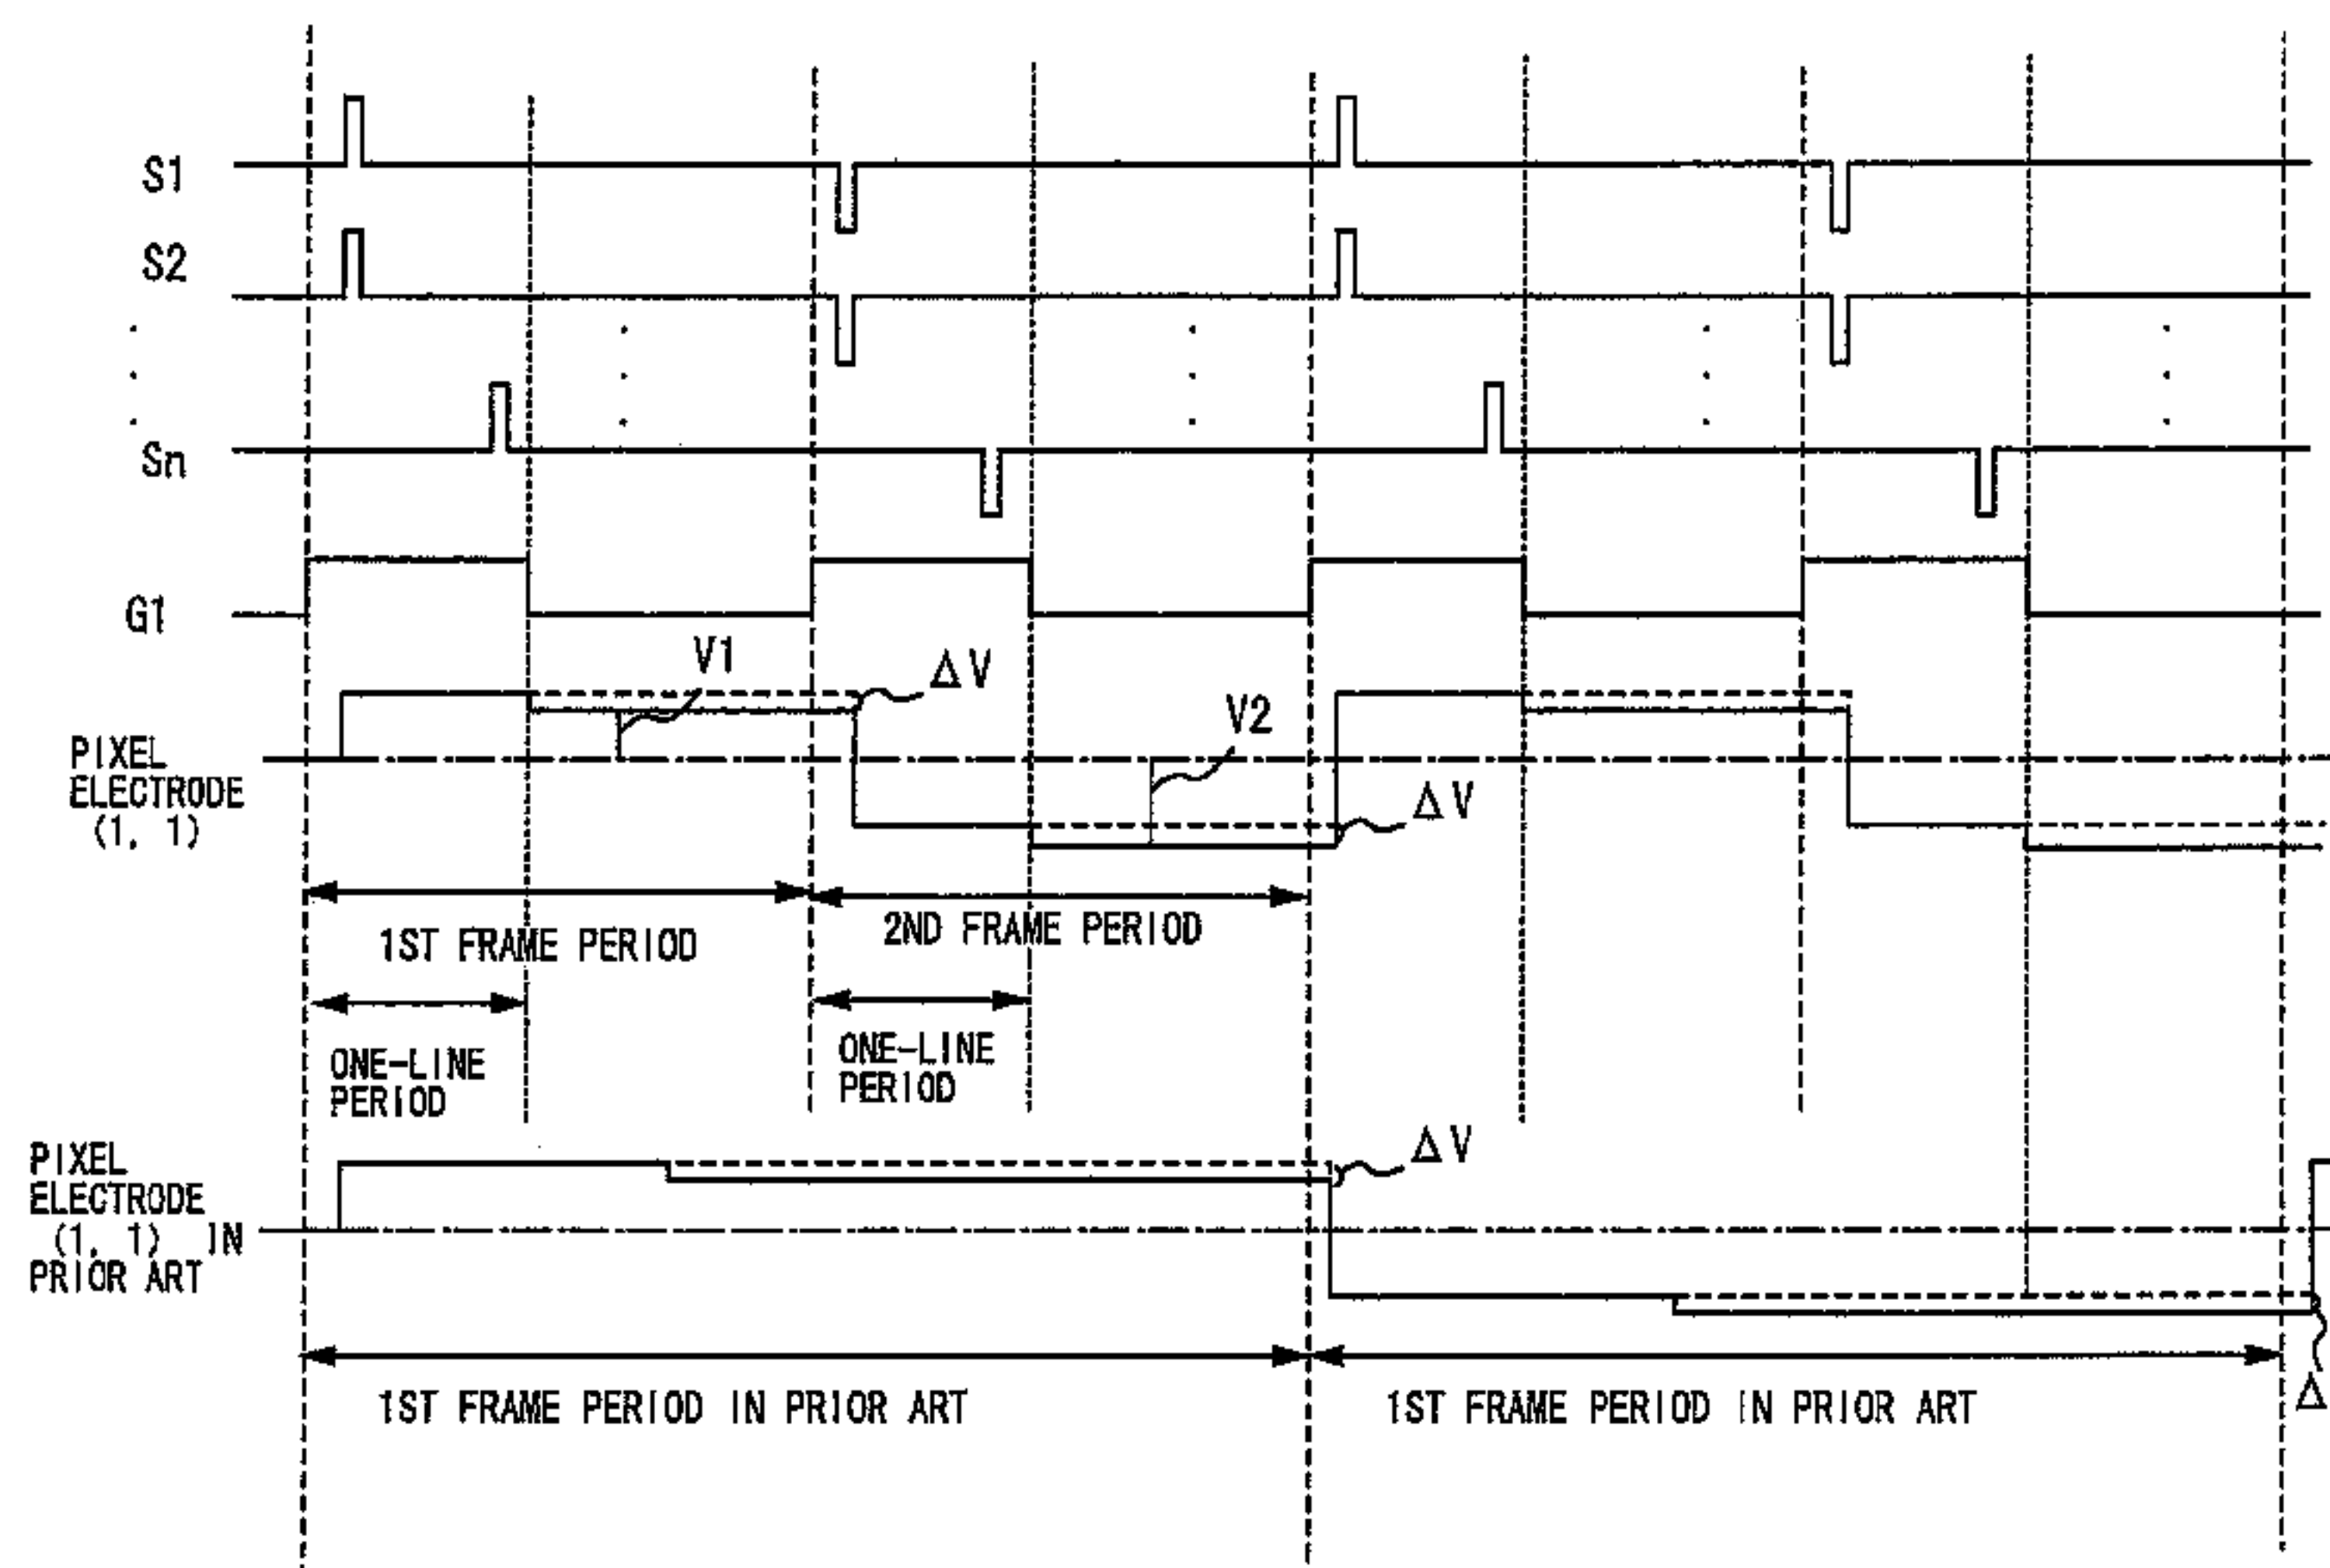 S1
S2
Sn
G1
V1
ΔV
V2
PIXEL
ELECTRODE
(1, 1)
ΔV
1ST FRAME PERIOD
2ND FRAME PERIOD
ONE-LINE
PERIOD
ONE-LINE
PERIOD
PIXEL
ELECTRODE
(1, 1) IN
PRIOR ART
ΔV
1ST FRAME PERIOD IN PRIOR ART
1ST FRAME PERIOD IN PRIOR ART
Δ